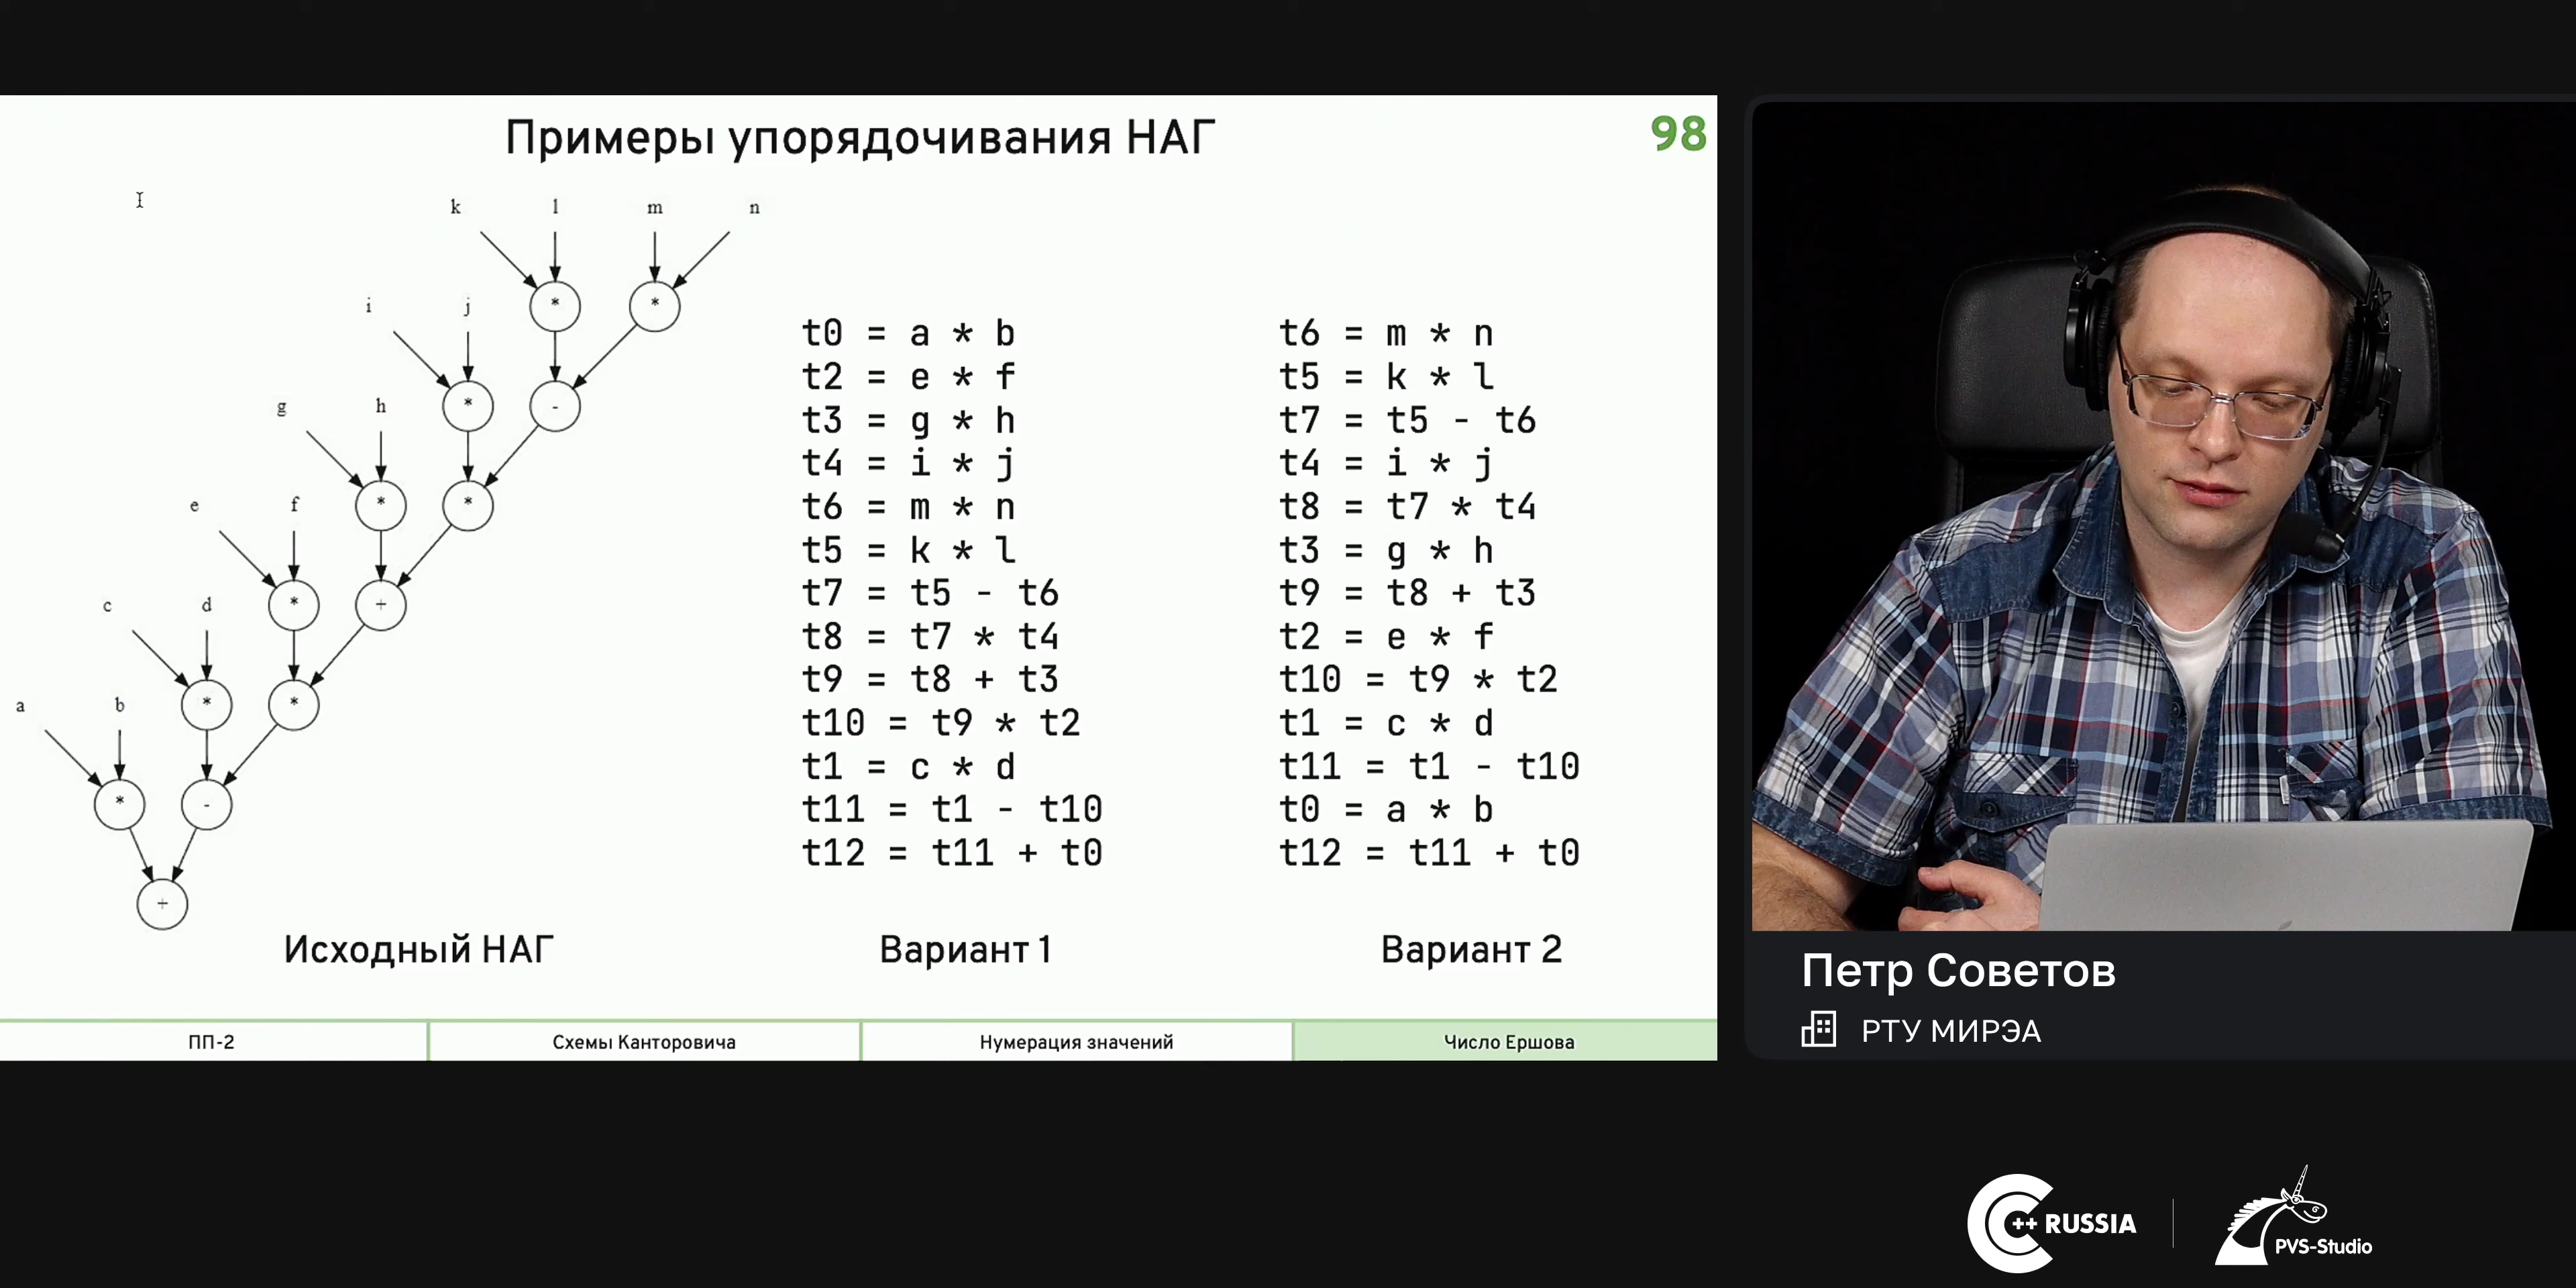 Примеры упорядочивания НАГ
98
k l m n
* *
i j
* -
g h
* *
e f
* +
c d
* *
a b
* -
+
t0 = a * b
t2 = e * f
t3 = g * h
t4 = i * j
t6 = m * n
t5 = k * l
t7 = t5 - t6
t8 = t7 * t4
t9 = t8 + t3
t10 = t9 * t2
t1 = c * d
t11 = t1 - t10
t12 = t11 + t0
t6 = m * n
t5 = k * l
t7 = t5 - t6
t4 = i * j
t8 = t7 * t4
t3 = g * h
t9 = t8 + t3
t2 = e * f
t10 = t9 * t2
t1 = c * d
t11 = t1 - t10
t0 = a * b
t12 = t11 + t0
Исходный НАГ
Вариант 1
Вариант 2
ПП-2
Схемы Канторовича
Нумерация значений
Число Ершова
Петр Советов
РТУ МИРЭА
C++ RUSSIA
PVS-Studio